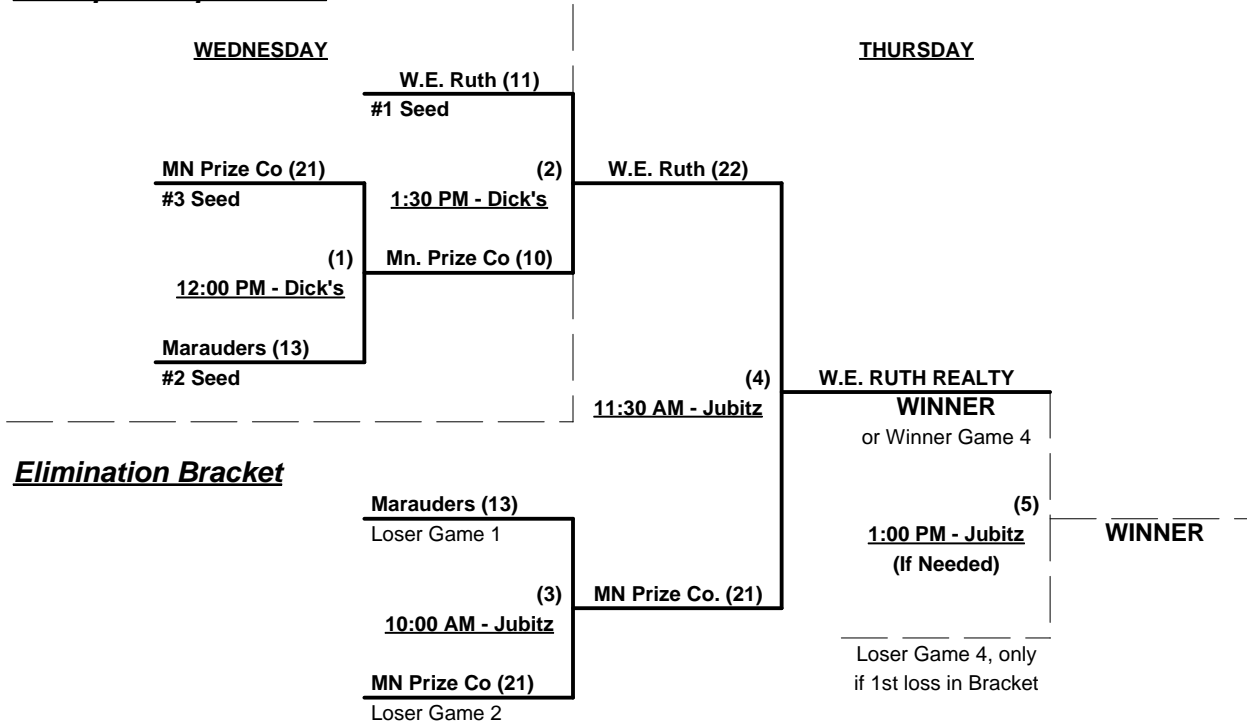 WEDNESDAY
THURSDAY
W.E. Ruth (11)
#1 Seed
MN Prize Co (21)
(2)
W.E. Ruth (22)
#3 Seed
1:30 PM - Dick's
(1)
Mn. Prize Co (10)
12:00 PM - Dick's
Marauders (13)
#2 Seed
(4)
W.E. RUTH REALTY
11:30 AM - Jubitz
WINNER
or Winner Game 4
Elimination Bracket
Marauders (13)
Loser Game 1
(5)
1:00 PM - Jubitz
WINNER
(If Needed)
(3)
MN Prize Co. (21)
10:00 AM - Jubitz
Loser Game 4, only
if 1st loss in Bracket
MN Prize Co (21)
Loser Game 2